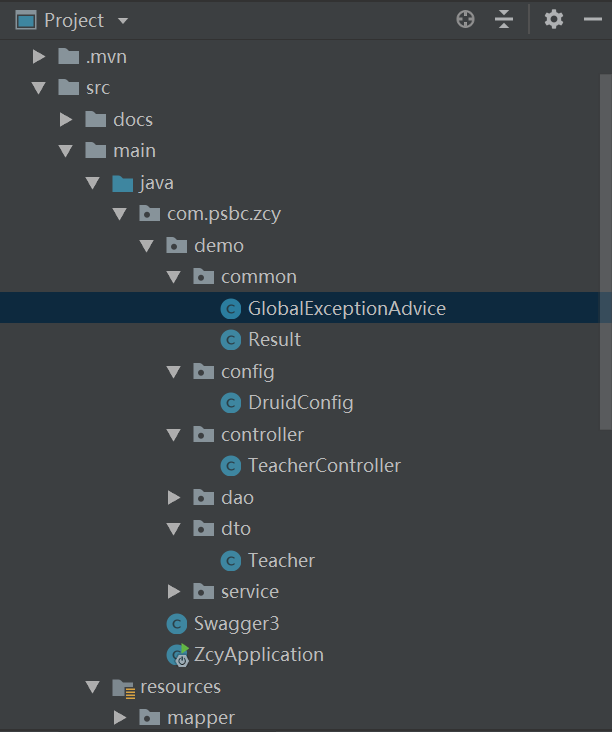 Project
.mvn
src
docs
main
java
com.psbc.zcy
demo
common
GlobalExceptionAdvice
Result
config
DruidConfig
controller
TeacherController
dao
dto
Teacher
service
Swagger3
ZcyApplication
resources
mapper